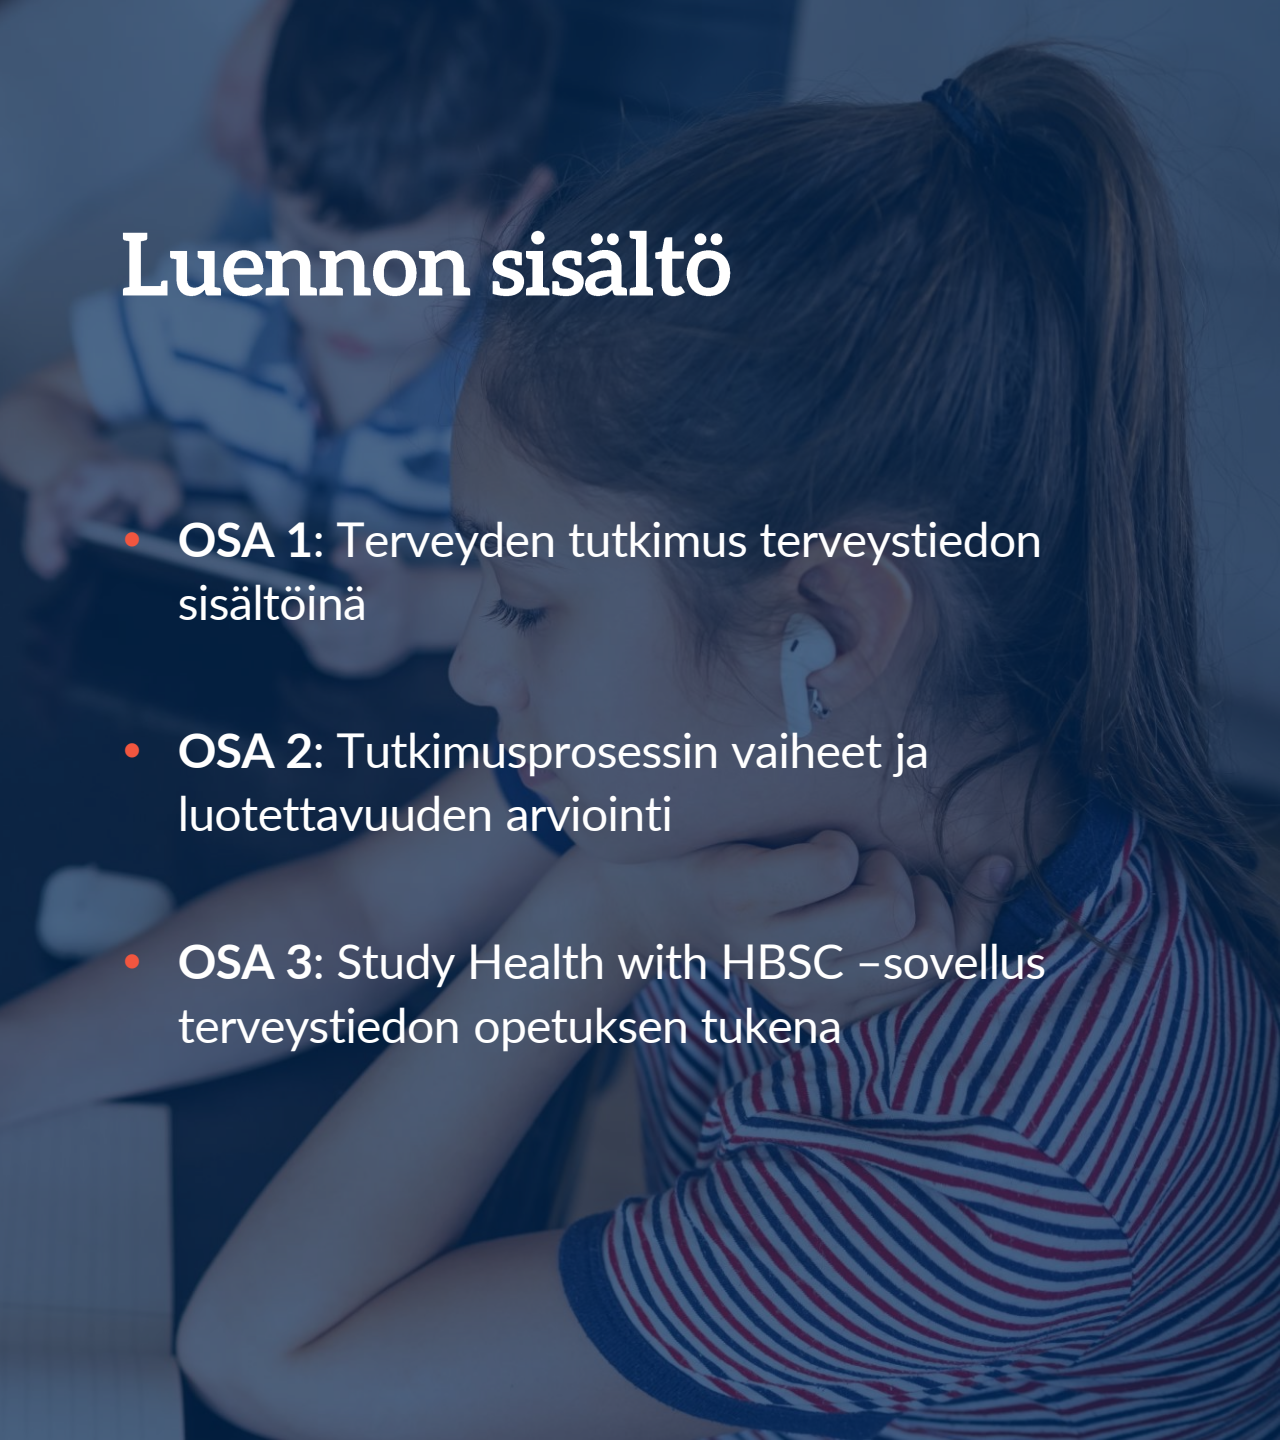 Luennon sisältö
• OSA 1: Terveyden tutkimus terveystiedon
sisältöinä
• OSA 2: Tutkimusprosessin vaiheet ja
luotettavuuden arviointi
• OSA 3: Study Health with HBSC –sovellus
terveystiedon opetuksen tukena